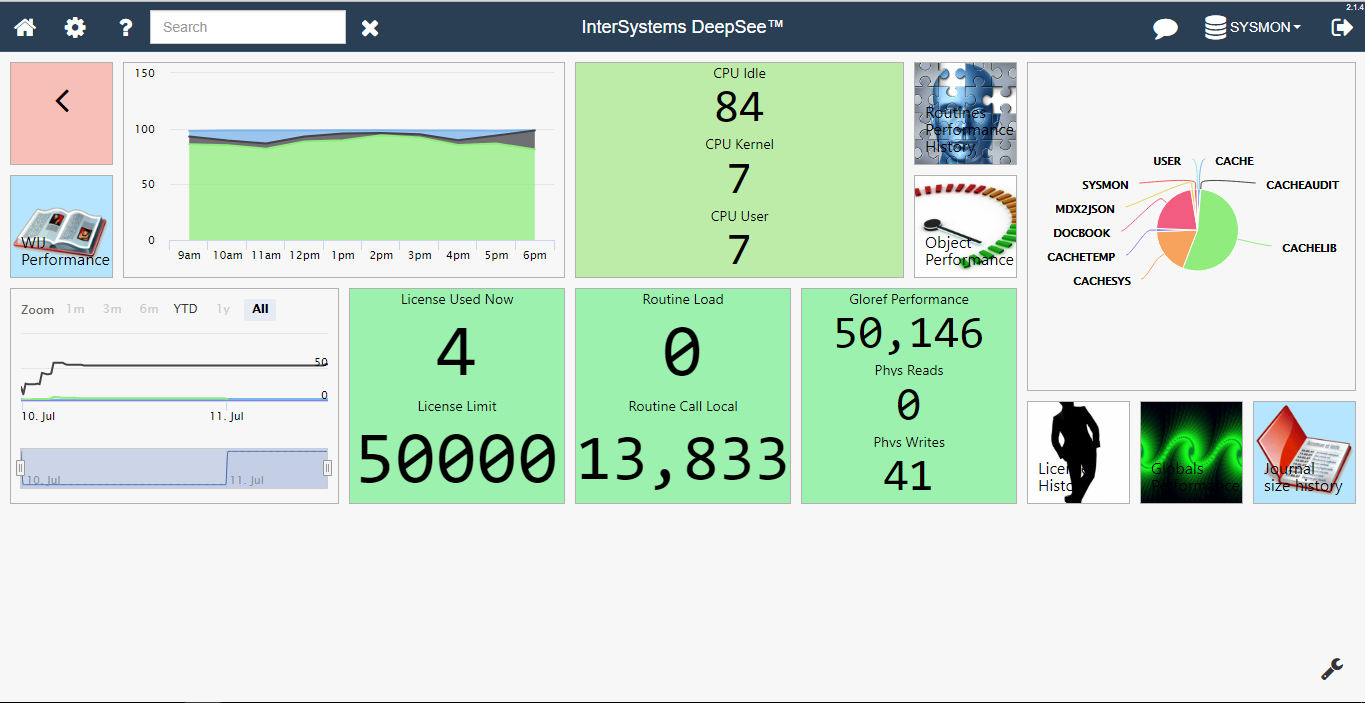 2.1.4
Search
InterSystems DeepSee™
SYSMON
WIJ
Performance
150
100
50
0
9am 10am 11am 12pm 1pm 2pm 3pm 4pm 5pm 6pm
CPU Idle
84
CPU Kernel
7
CPU User
7
Routines
Performance
History
Object
Performance
USER
CACHE
SYSMON
CACHEAUDIT
MDX2JSON
DOCBOOK
CACHELIB
CACHETEMP
CACHESYS
Zoom 1m 3m 6m YTD 1y All
50
0
10. Jul 11. Jul
10. Jul 11. Jul
License Used Now
4
License Limit
50000
Routine Load
0
Routine Call Local
13,833
Gloref Performance
50,146
Phys Reads
0
Phys Writes
41
License
History
Globals
Performance
Journal
size history